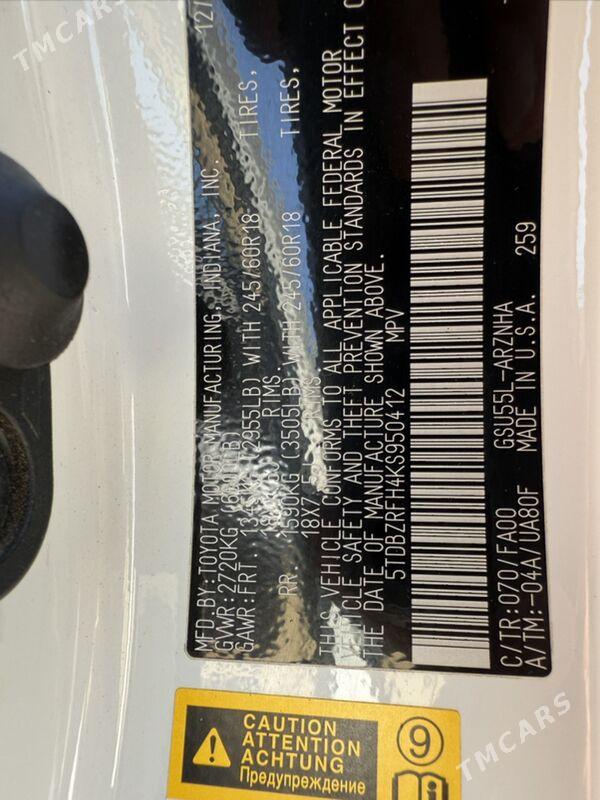 TMCARS
12/
MFD.BY:TOYOTA MOTOR MANUFACTURING, INDIANA, INC.
GVWR:2720KG
GAWR:FRT. (2955LB) WITH 245/60R18 TIRES,
RIMS,
RR. 1590KG (3505LB) WITH 245/60R18 TIRES,
18X7.5J RIMS
THIS VEHICLE CONFORMS TO ALL APPLICABLE FEDERAL MOTOR
VEHICLE SAFETY AND THEFT PREVENTION STANDARDS IN EFFECT O
THE DATE OF MANUFACTURE SHOWN ABOVE.
5TDBZRFH4KS950412 MPV
C/TR:070/FA00 GSU55L-ARZNHA
A/TM:-04A/UA80F MADE IN U.S.A. 259
CAUTION
ATTENTION
ACHTUNG
Предупреждение
9
TMCARS